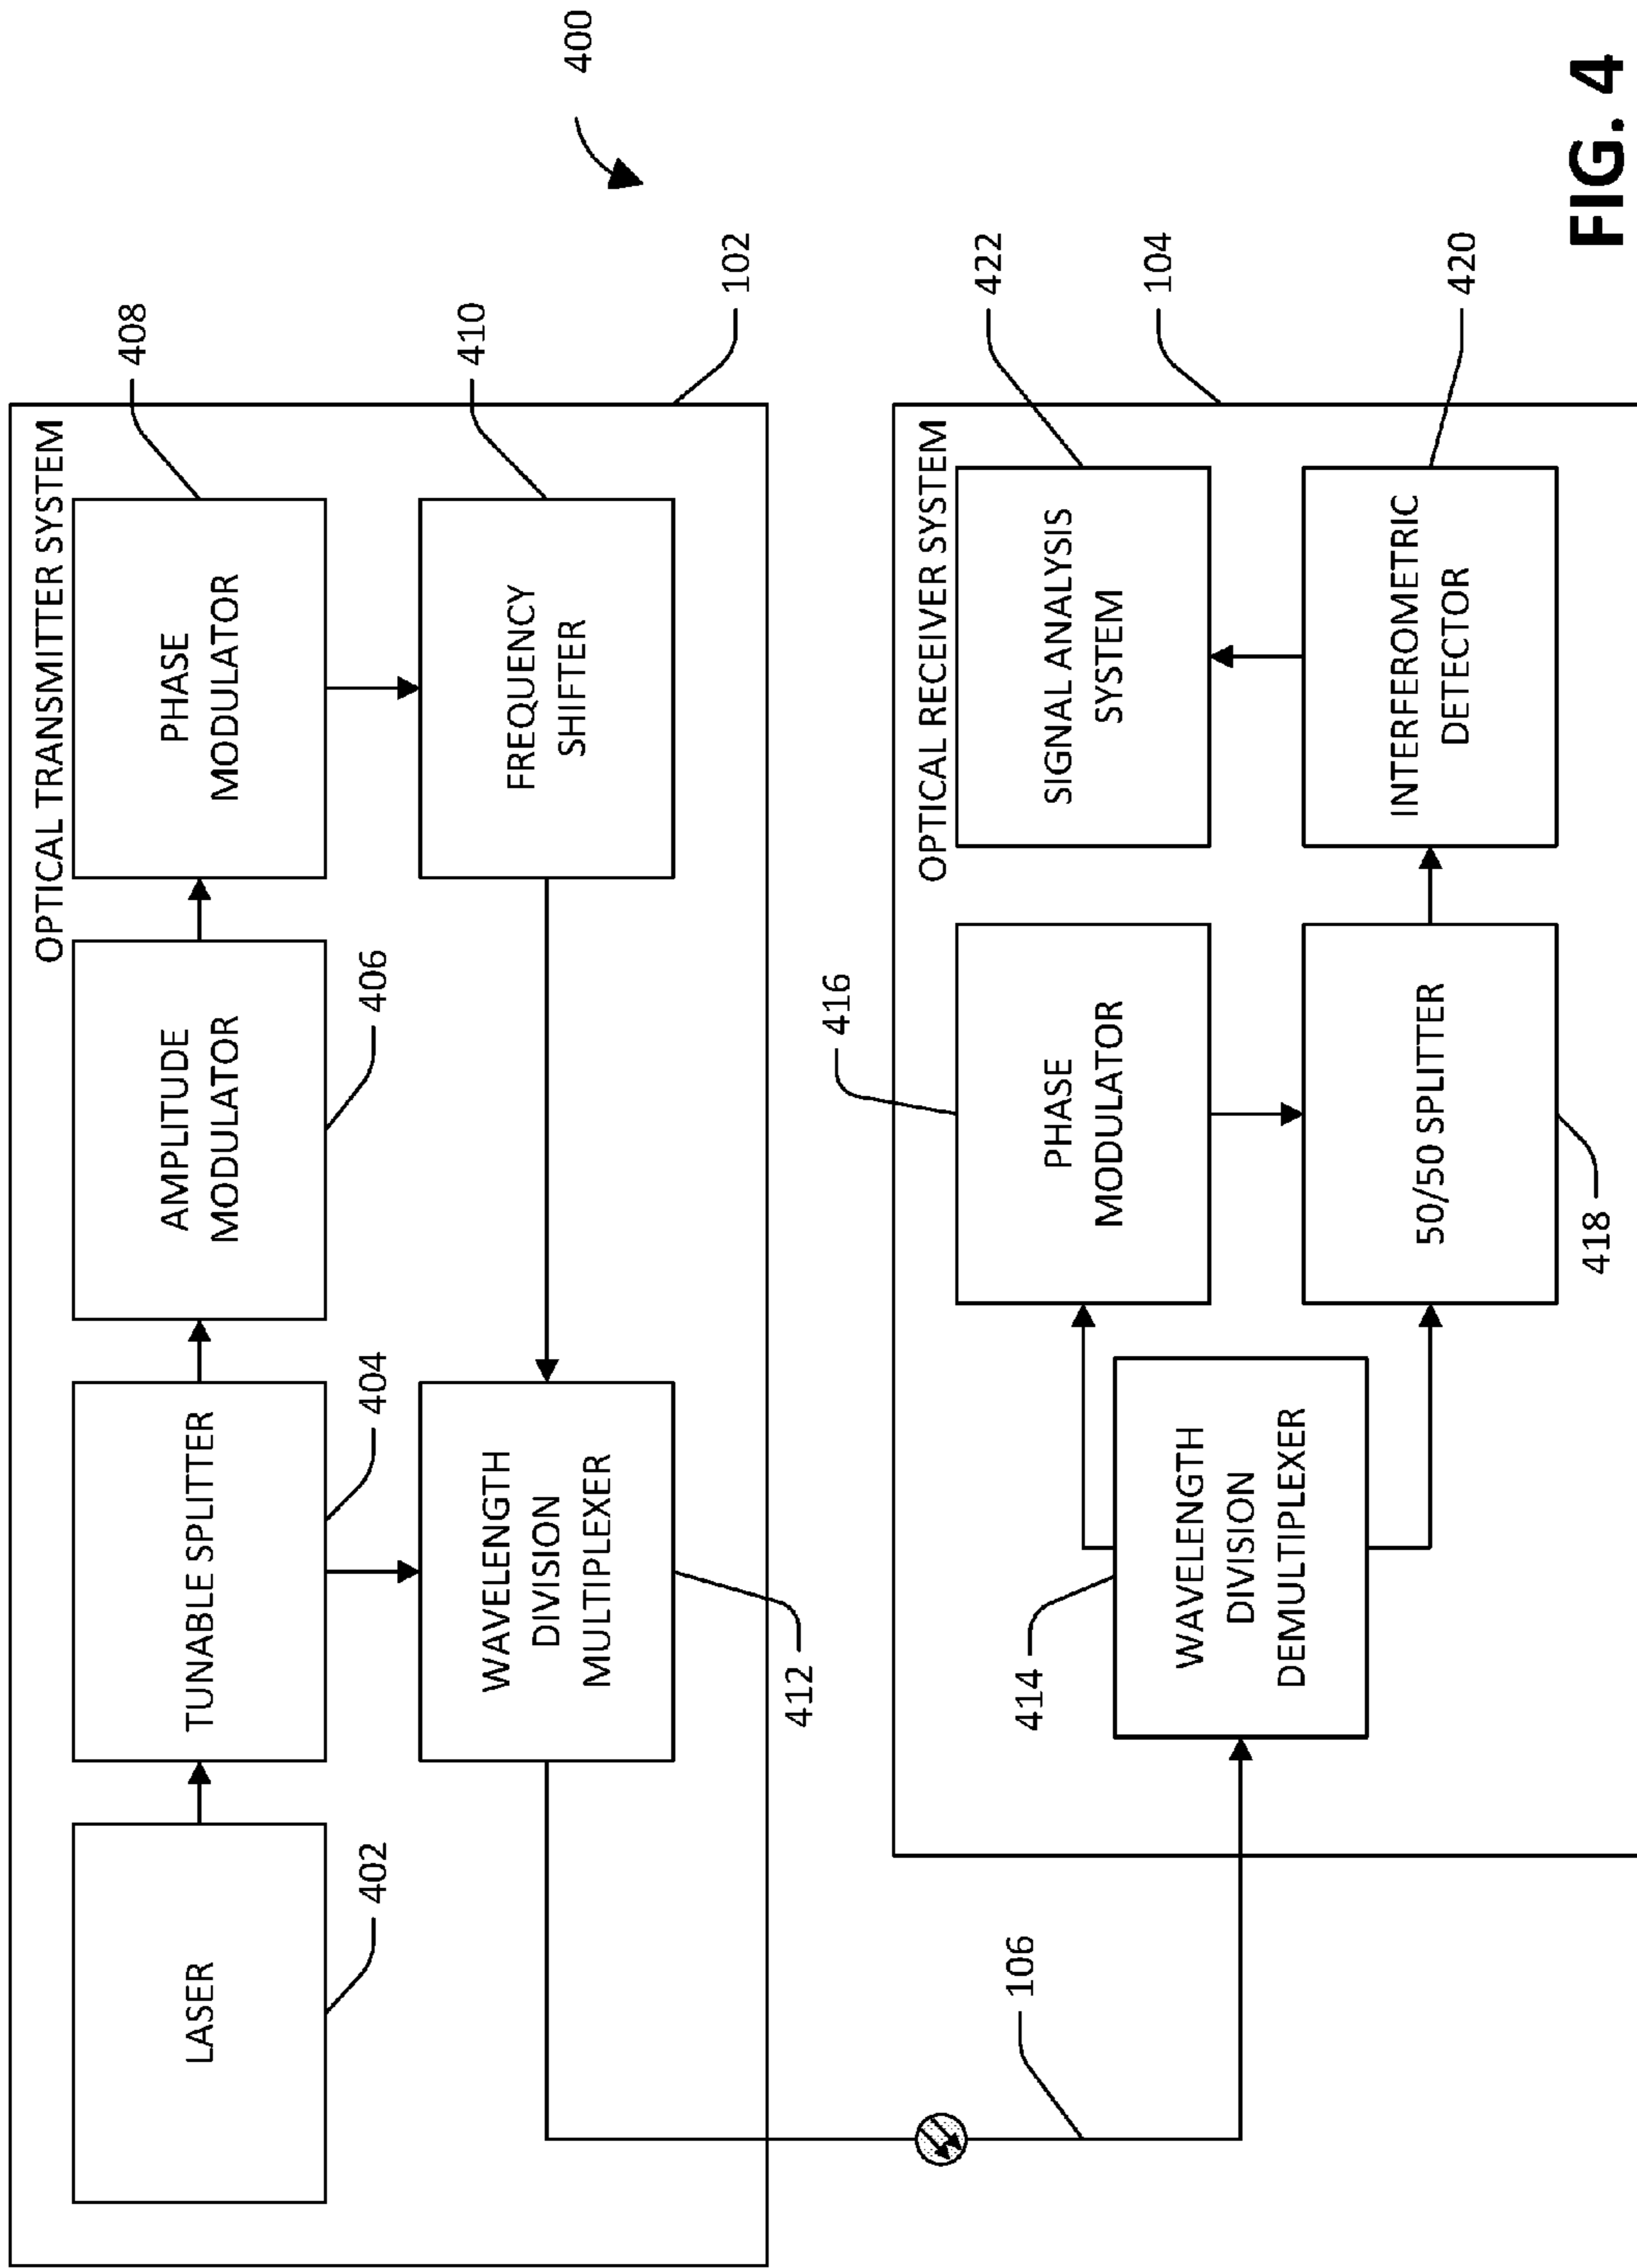 OPTICAL TRANSMITTER SYSTEM
LASER
402
TUNABLE SPLITTER
404
AMPLITUDE
MODULATOR
406
PHASE
MODULATOR
408
WAVELENGTH
DIVISION
MULTIPLEXER
412
FREQUENCY
SHIFTER
410
102
400
106
OPTICAL RECEIVER SYSTEM
WAVELENGTH
DIVISION
DEMULTIPLEXER
414
PHASE
MODULATOR
416
SIGNAL ANALYSIS
SYSTEM
422
50/50 SPLITTER
418
INTERFEROMETRIC
DETECTOR
420
104
FIG. 4